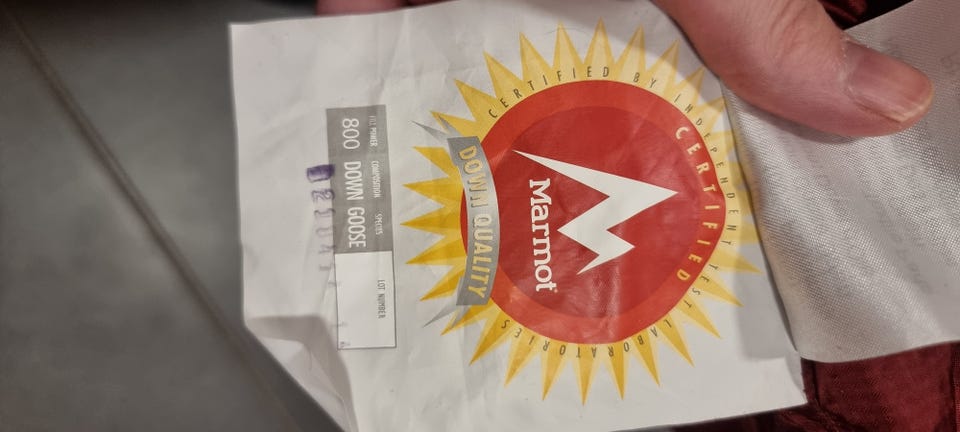 CERTIFIED BY INDEPENDENT TEST LABORATORIES
CERTIFIED
Marmot
DOWN QUALITY
FILL POWER COMPOSITION SPECIES
800 DOWN GOOSE
LOT NUMBER